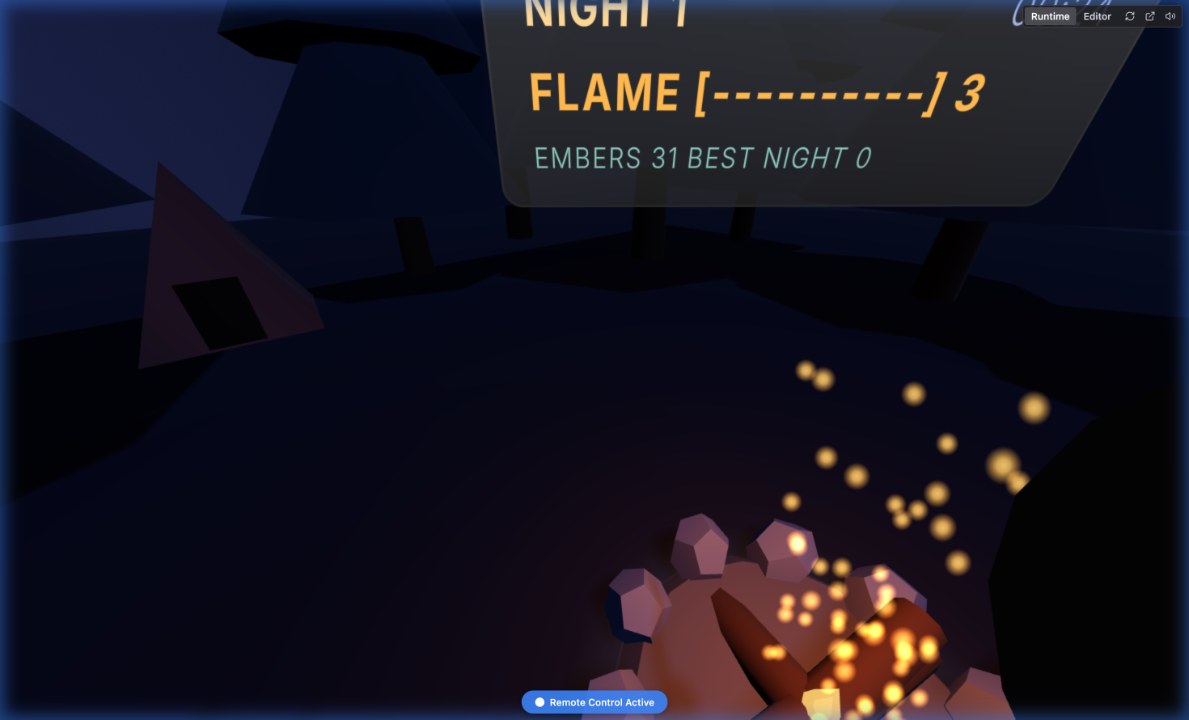 NIGHT 1
Runtime Editor
FLAME [----------] 3
EMBERS 31 BEST NIGHT 0
Remote Control Active